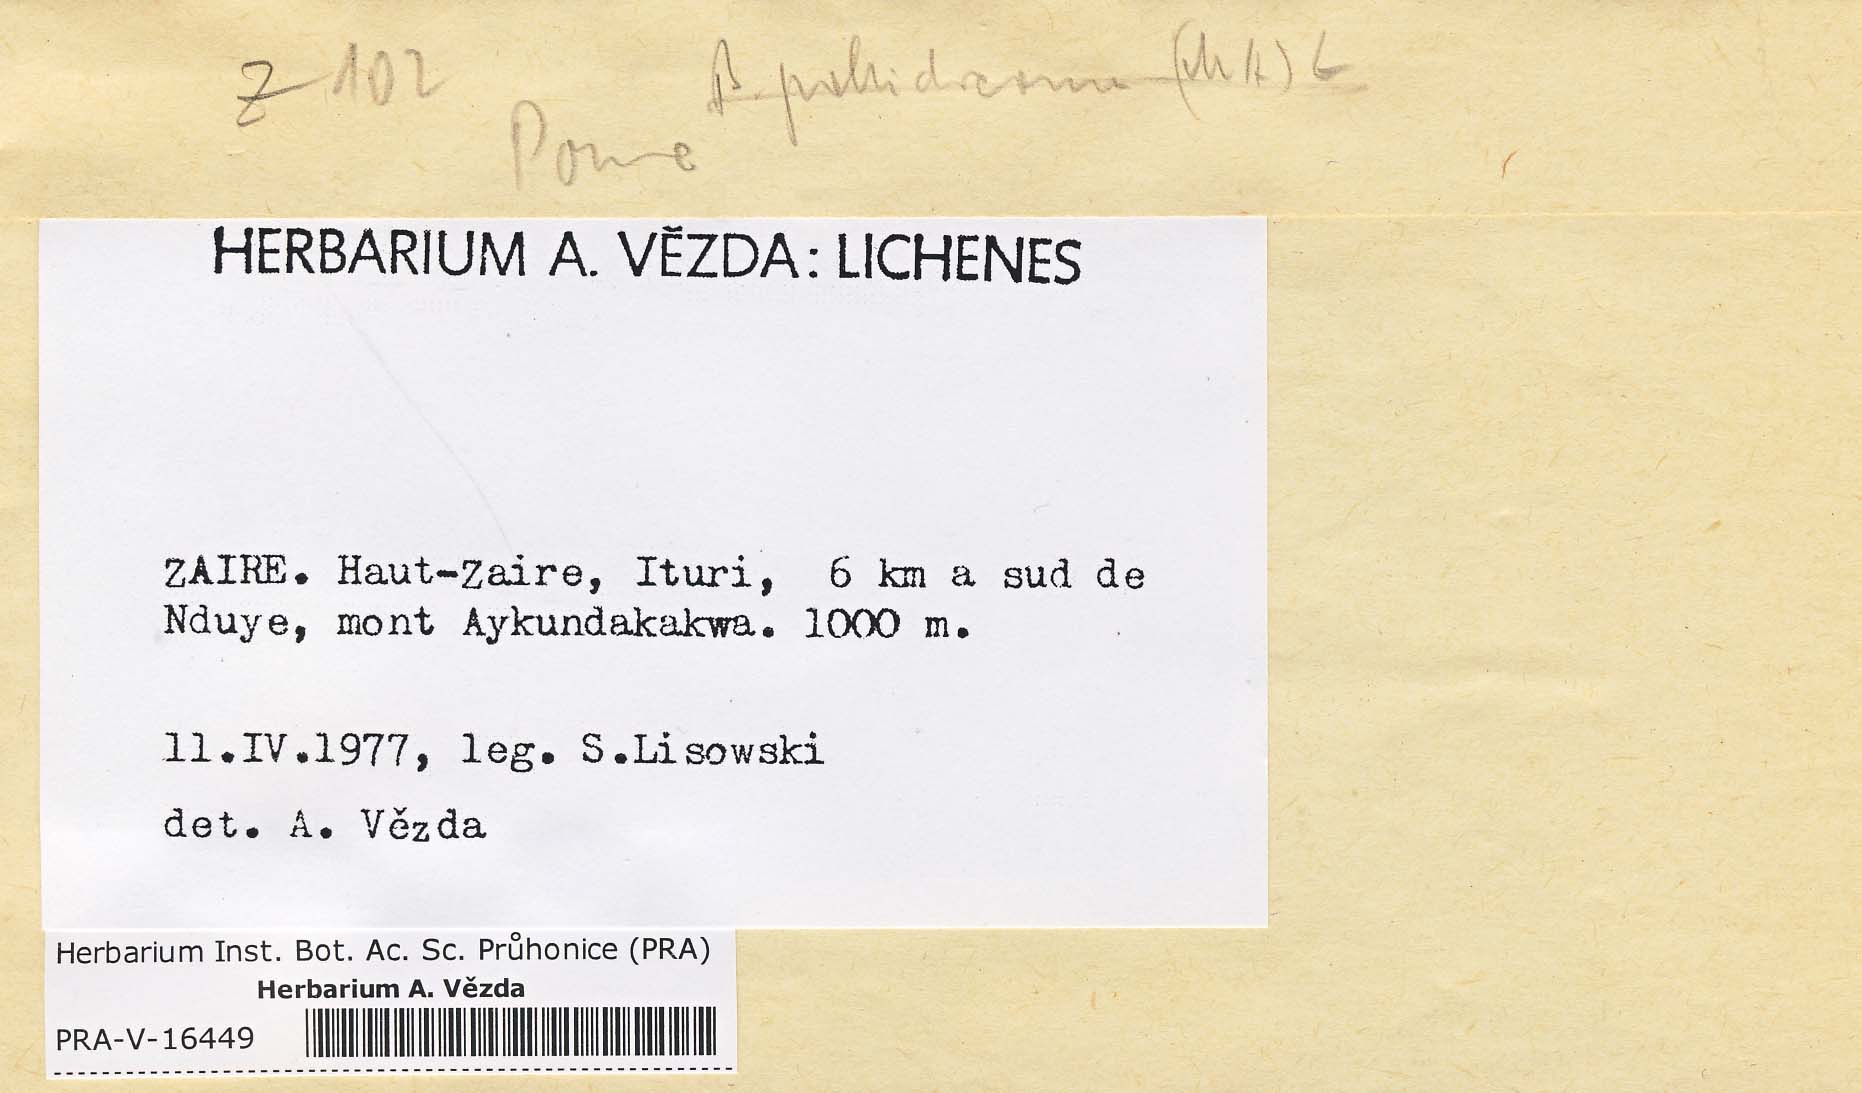 Z 102
HERBARIUM A. VĚZDA: LICHENES
ZAIRE. Haut-Zaire, Ituri, 6 km a sud de
Nduye, mont Aykundakakwa. 1000 m.
11.IV.1977, leg. S.Lisowski
det. A. Vězda
Herbarium Inst. Bot. Ac. Sc. Průhonice (PRA)
Herbarium A. Vězda
PRA-V-16449